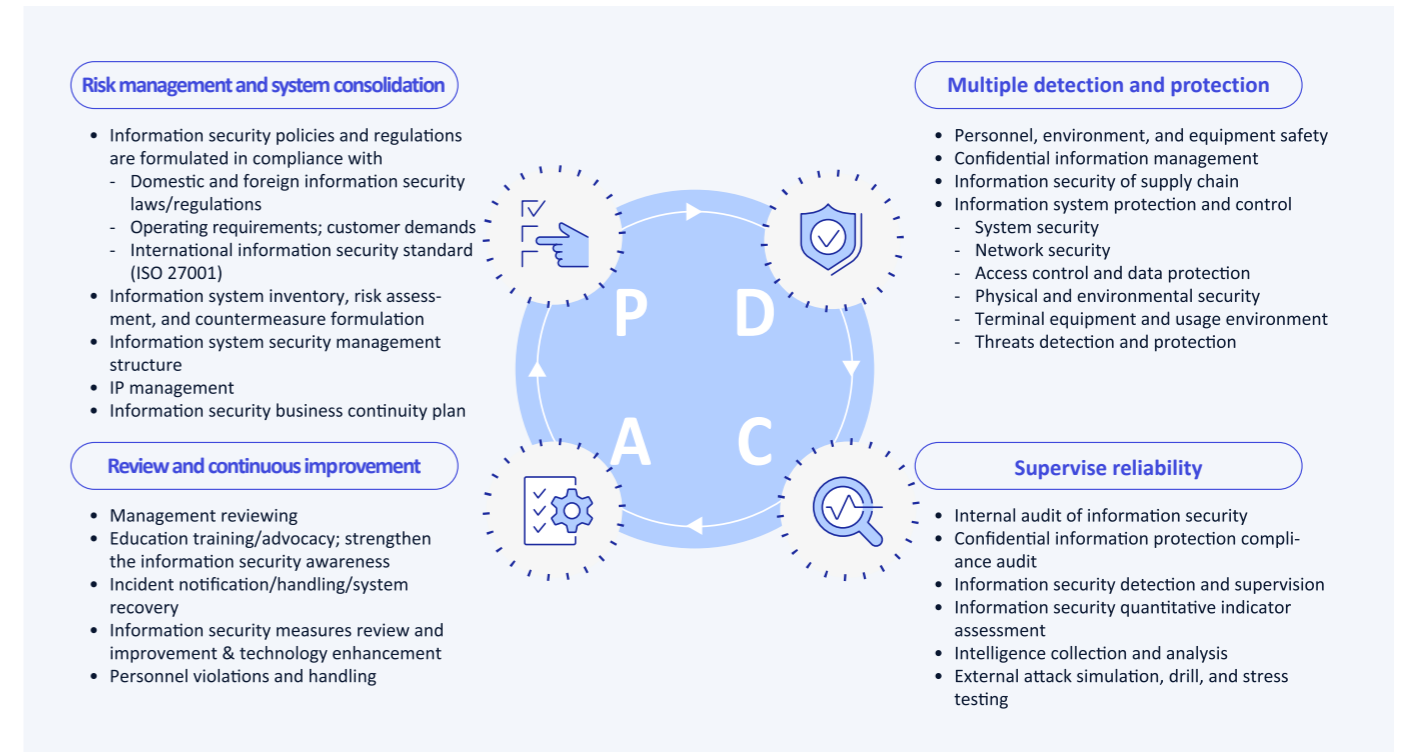 Risk management and system consolidation
• Information security policies and regulations
are formulated in compliance with
- Domestic and foreign information security
laws/regulations
- Operating requirements; customer demands
- International information security standard
(ISO 27001)
• Information system inventory, risk assess-
ment, and countermeasure formulation
• Information system security management
structure
• IP management
• Information security business continuity plan
Multiple detection and protection
• Personnel, environment, and equipment safety
• Confidential information management
• Information security of supply chain
• Information system protection and control
- System security
- Network security
- Access control and data protection
- Physical and environmental security
- Terminal equipment and usage environment
- Threats detection and protection
P D
A C
Review and continuous improvement
• Management reviewing
• Education training/advocacy; strengthen
the information security awareness
• Incident notification/handling/system
recovery
• Information security measures review and
improvement & technology enhancement
• Personnel violations and handling
Supervise reliability
• Internal audit of information security
• Confidential information protection compli-
ance audit
• Information security detection and supervision
• Information security quantitative indicator
assessment
• Intelligence collection and analysis
• External attack simulation, drill, and stress
testing